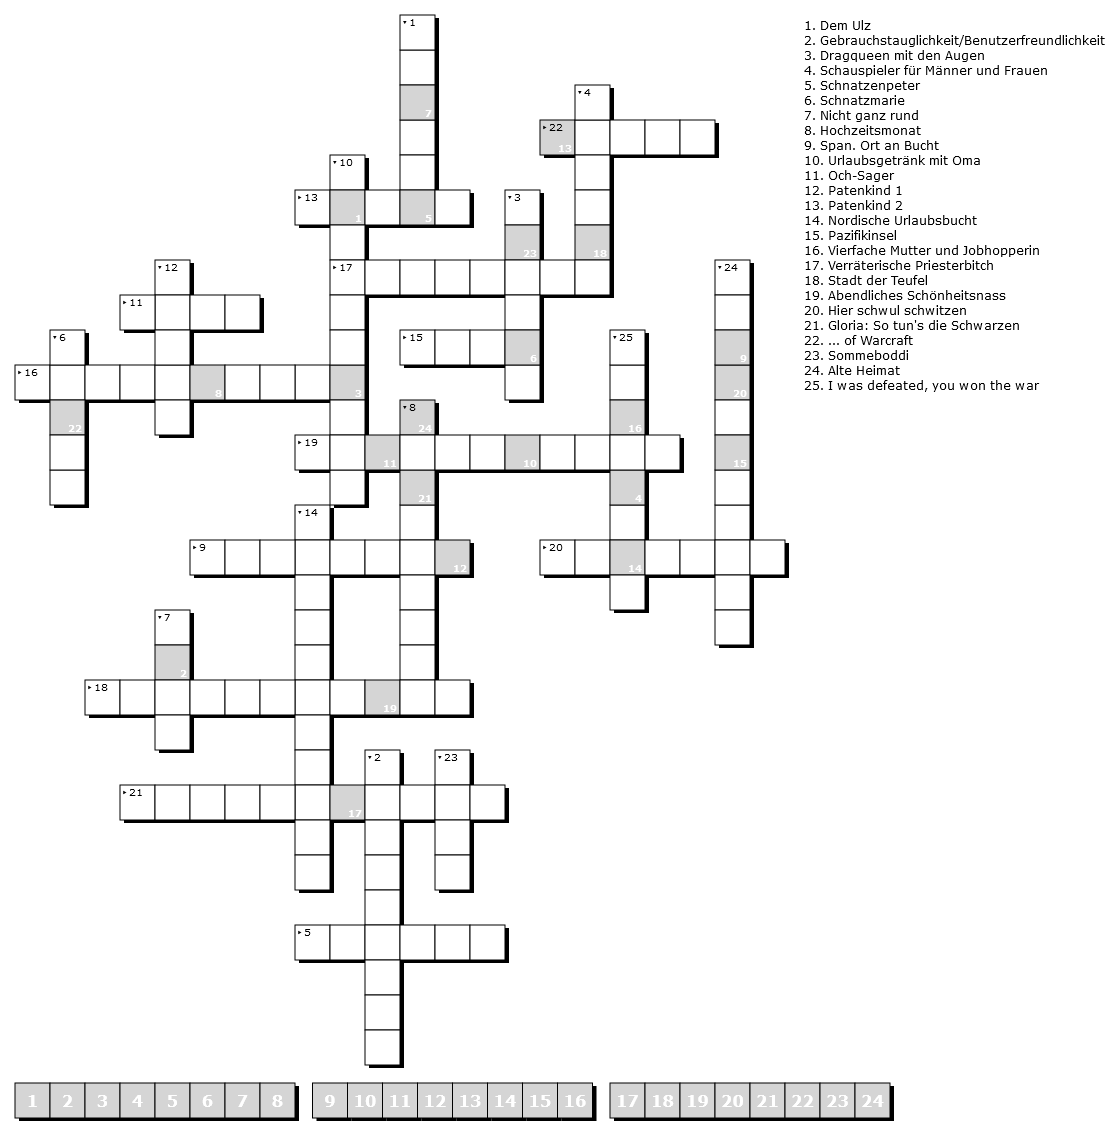 1. Dem Ulz
2. Gebrauchstauglichkeit/Benutzerfreundlichkeit
3. Dragqueen mit den Augen
4. Schauspieler für Männer und Frauen
5. Schnatzenpeter
6. Schnatzmarie
7. Nicht ganz rund
8. Hochzeitsmonat
9. Span. Ort an Bucht
10. Urlaubsgetränk mit Oma
11. Och-Sager
12. Patenkind 1
13. Patenkind 2
14. Nordische Urlaubsbucht
15. Pazifikinsel
16. Vierfache Mutter und Jobhopperin
17. Verräterische Priesterbitch
18. Stadt der Teufel
19. Abendliches Schönheitsnass
20. Hier schwul schwitzen
21. Gloria: So tun's die Schwarzen
22. ... of Warcraft
23. Sommeboddi
24. Alte Heimat
25. I was defeated, you won the war
1
7
4
22
13
10
13
1
5
3
23
18
12
17
24
11
6
15
6
25
9
16
8
3
20
22
8
24
16
19
11
10
15
21
4
14
9
12
20
14
7
2
18
19
2
23
21
17
5
1 2 3 4 5 6 7 8 9 10 11 12 13 14 15 16 17 18 19 20 21 22 23 24